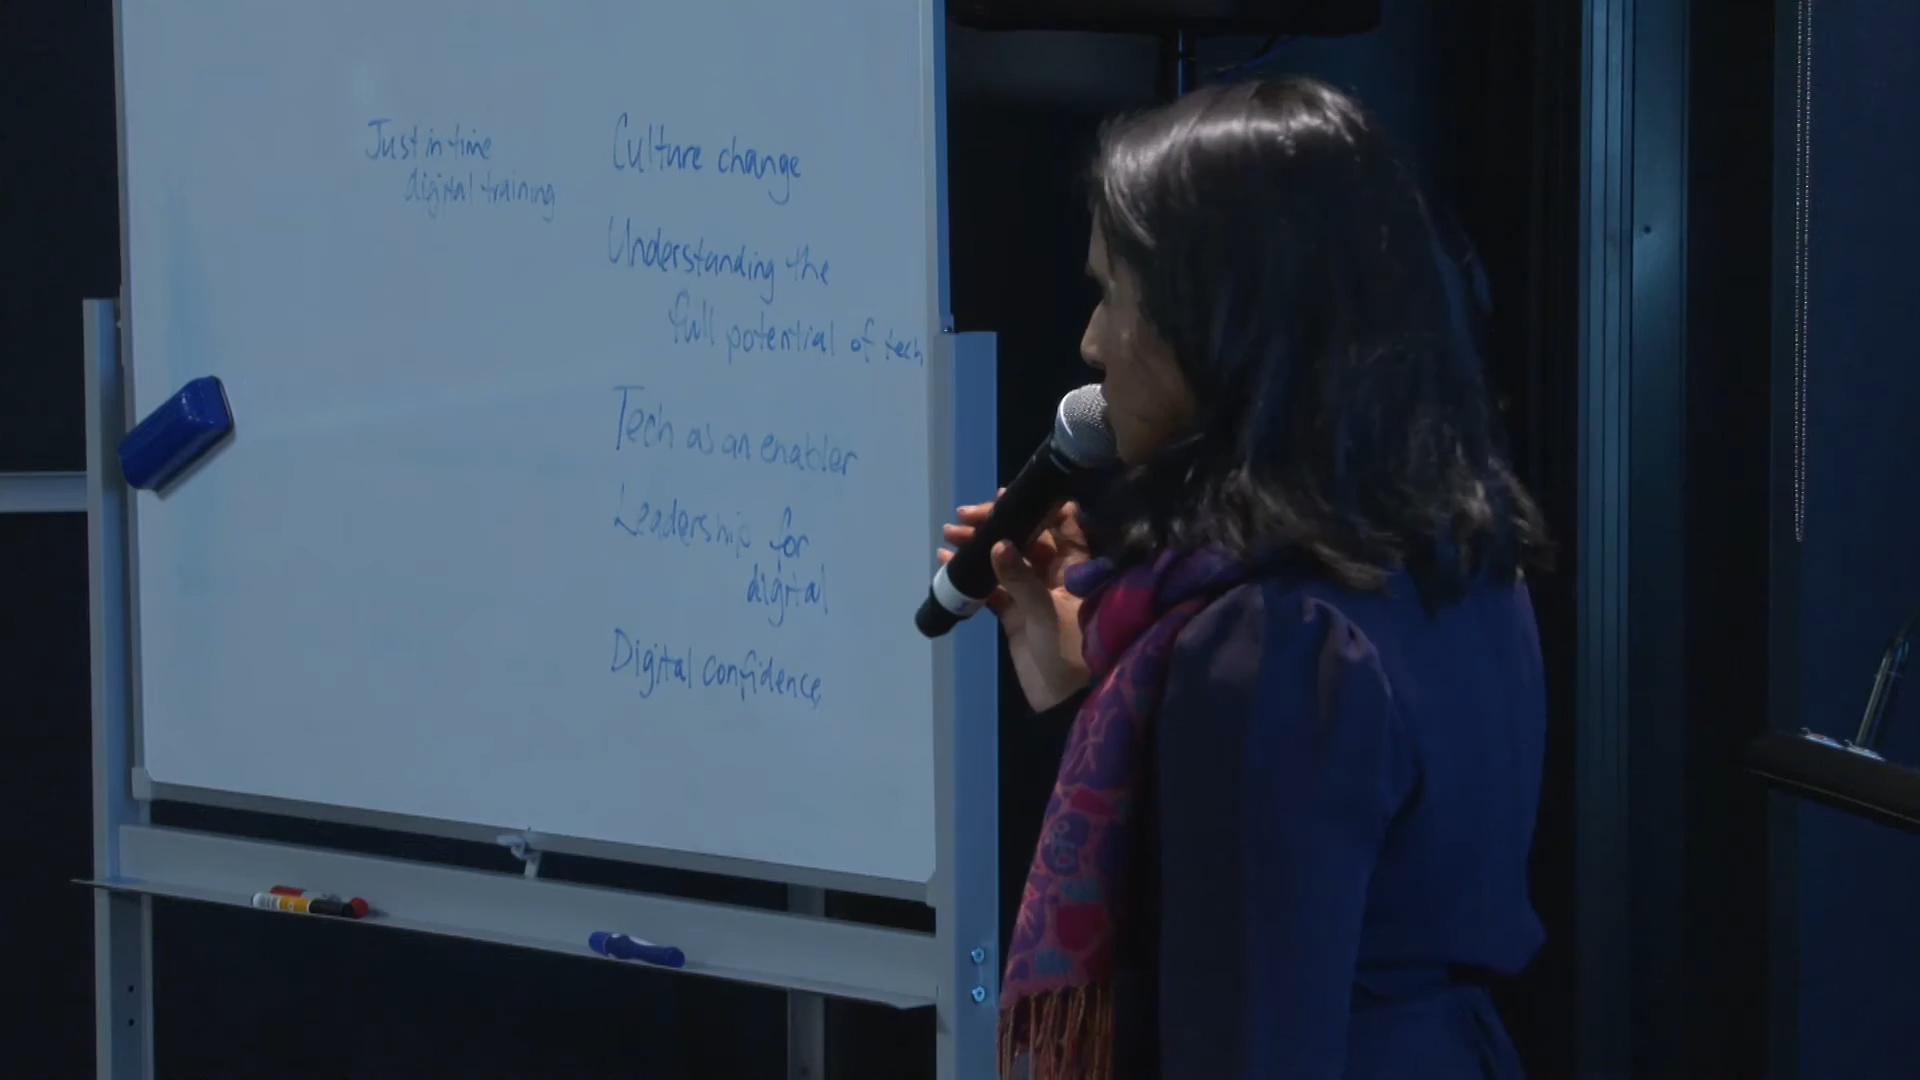 Just in time
digital training
Culture change
Understanding the
full potential of tech
Tech as an enabler
Leadership for
digital
Digital confidence